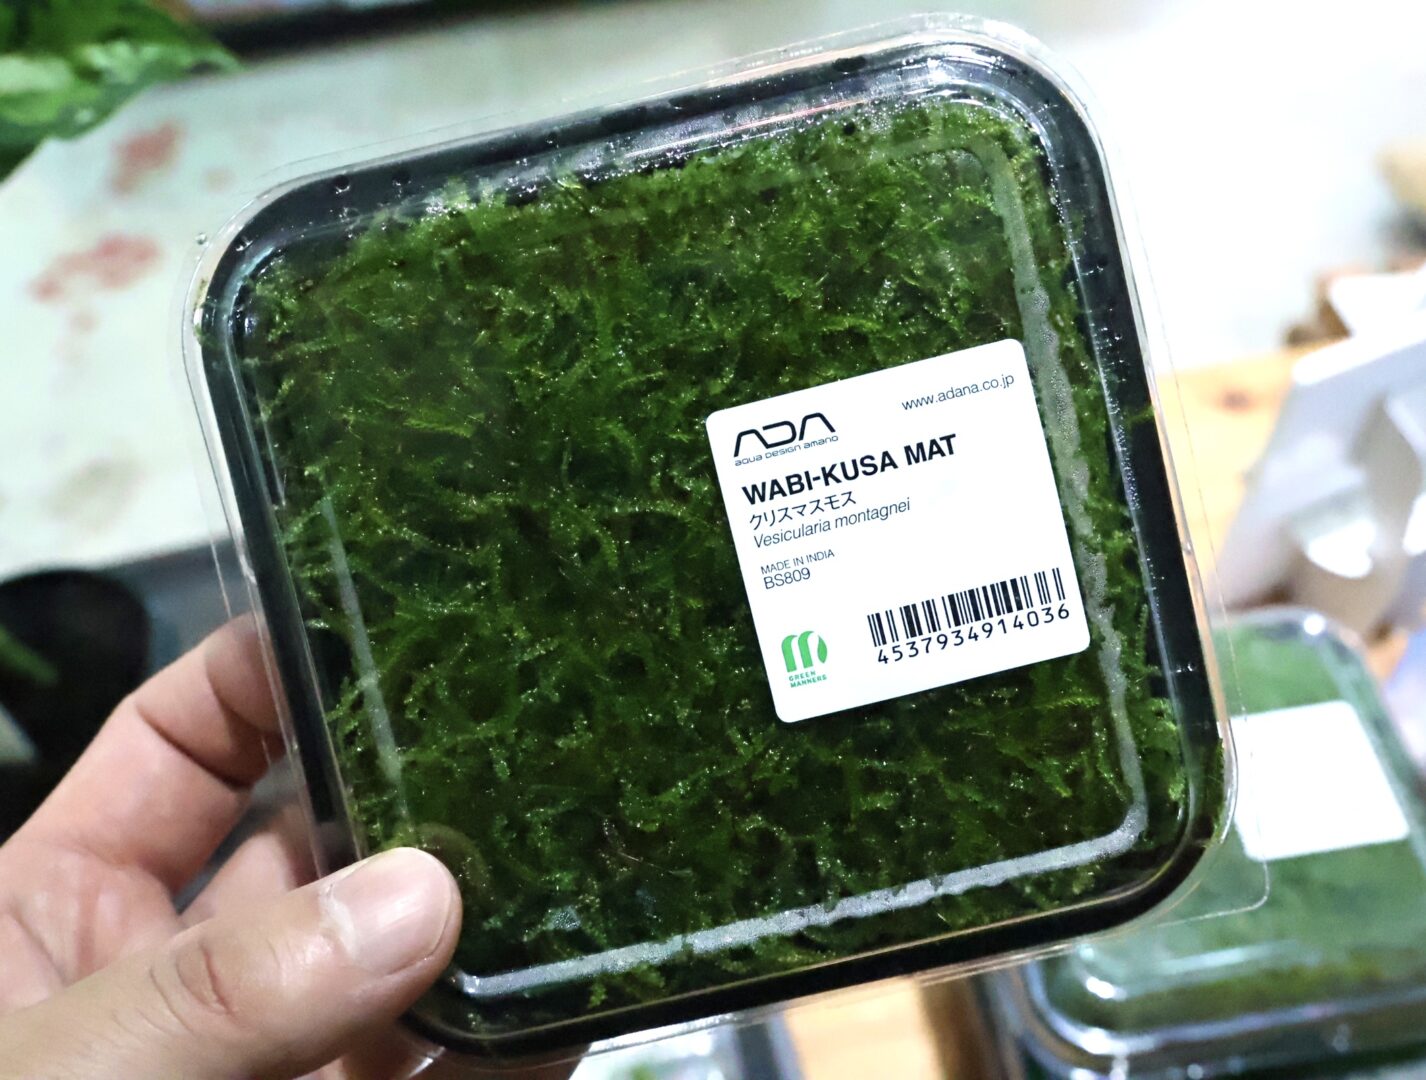 www.adana.co.jp
ADA
aqua design amano
WABI-KUSA MAT
クリスマスモス
Vesicularia montagnei
MADE IN INDIA
BS809
4537934914036
GREEN
MANNERS